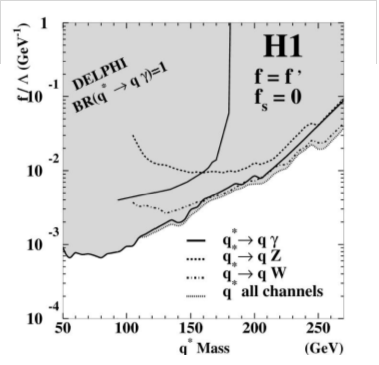 1
10 -1
10 -2
10 -3
10 -4
f/Λ (GeV⁻¹)
DELPHI
BR(q* → q γ)=1
H1
f = f ’
fₛ = 0
q* → q γ
q* → q Z
q* → q W
q* all channels
50 100 150 200 250
q* Mass (GeV)